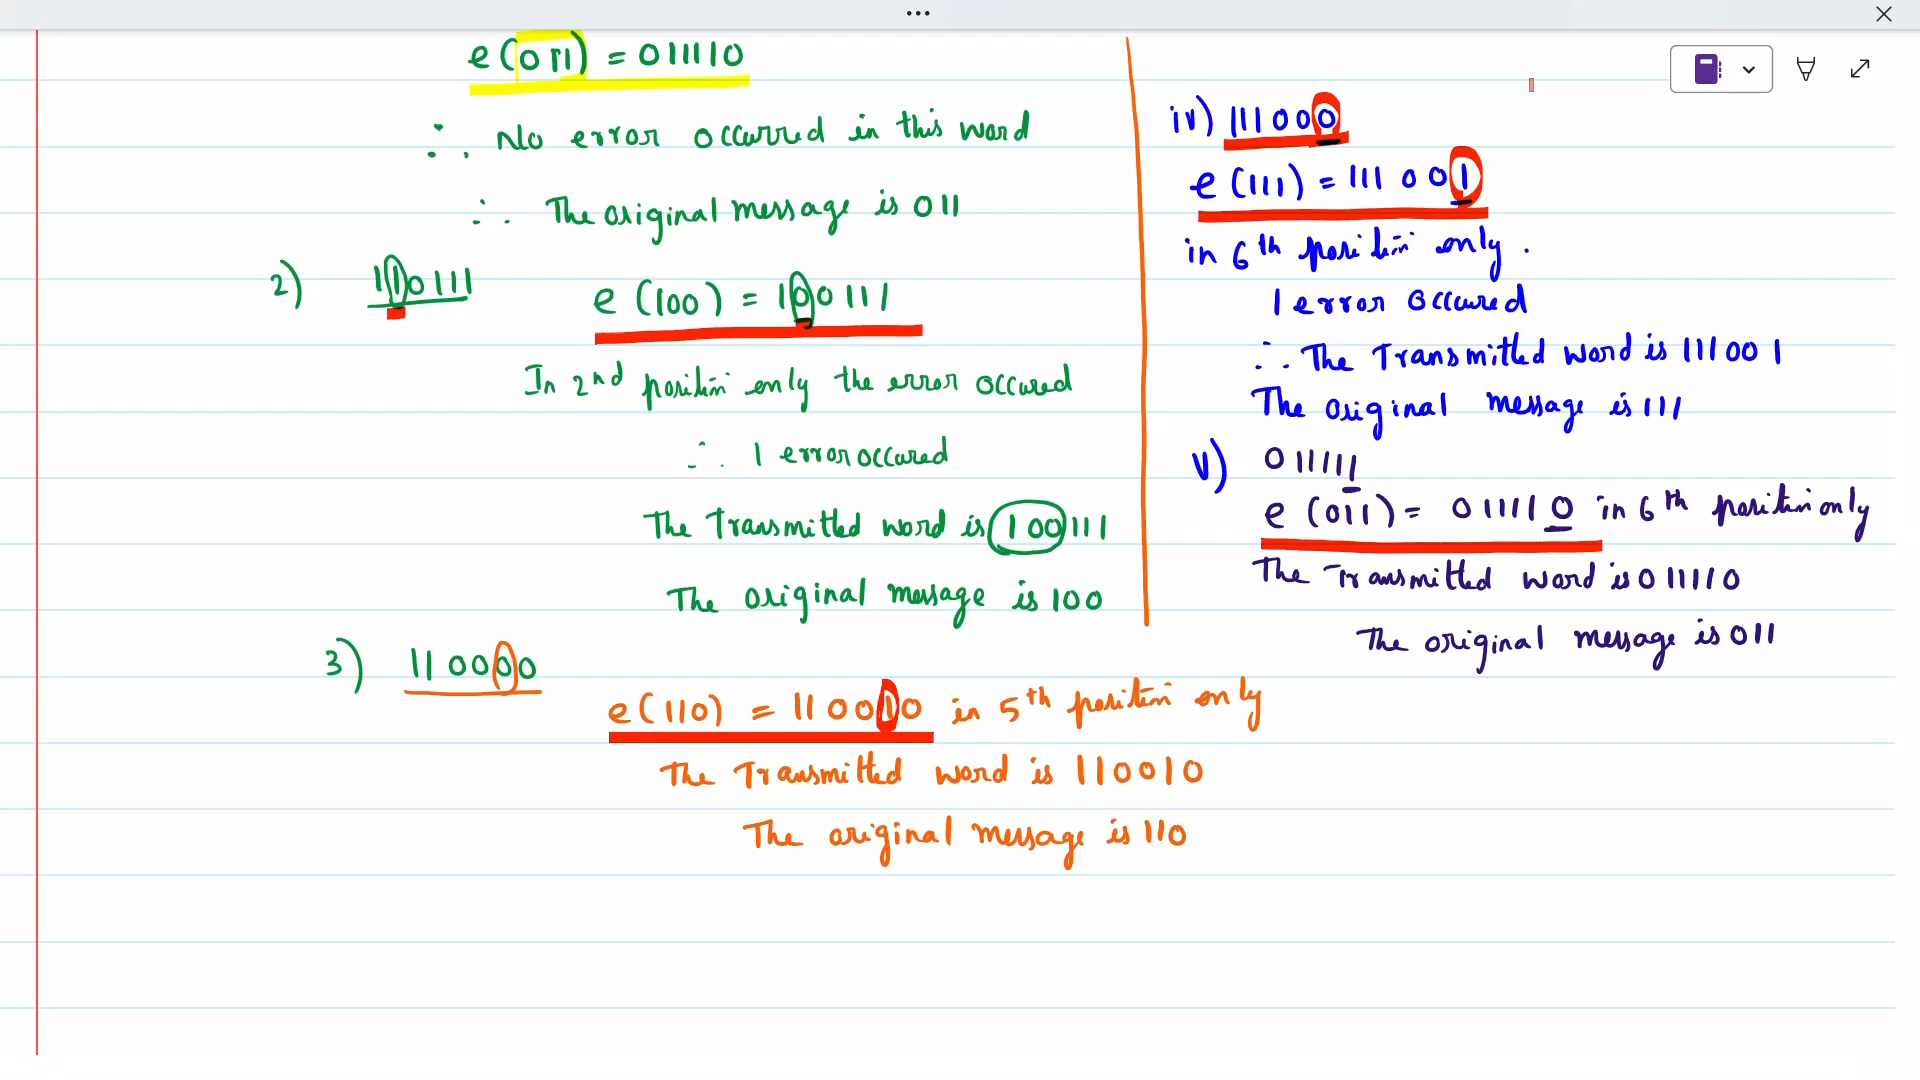 e (011) = 011110
∴ No error occurred in this word
∴ The original message is 011
2) 110111
e (100) = 100111
In 2nd position only the error occured
∴ 1 error occured
The Transmitted word is 100111
The original message is 100
3) 110000
e (110) = 110010 in 5th position only
The Transmitted word is 110010
The original message is 110
iv) 111000
e (111) = 111001
in 6th position only.
1 error occured
∴ The Transmitted word is 111001
The original message is 111
v) 011111
e (011) = 011110 in 6th position only
The Transmitted word is 011110
The original message is 011